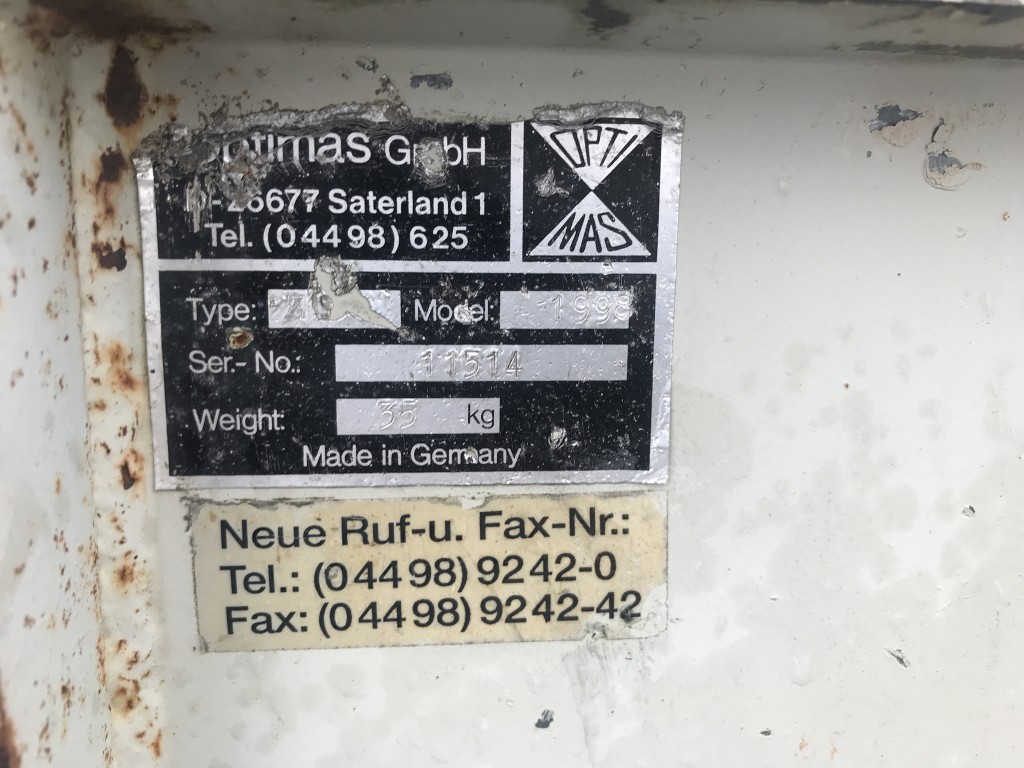 GmbH
D-26677 Saterland 1
Tel. (04498) 625
OPTI
MAS
Type: Model: 1998
Ser.- No.: 11514
Weight: 35 kg
Made in Germany
Neue Ruf-u. Fax-Nr.:
Tel.: (04498) 9242-0
Fax: (04498) 9242-42